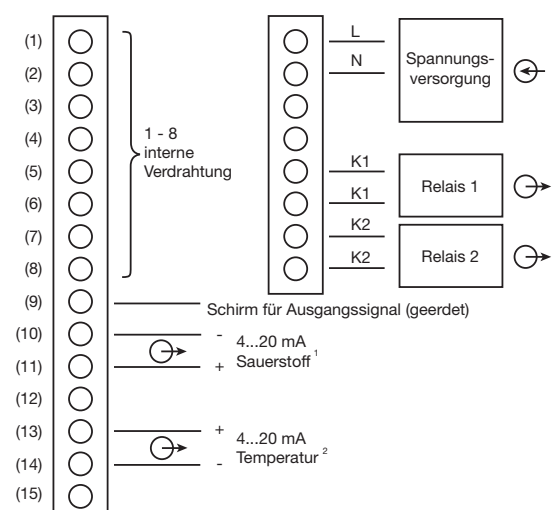 (1)
(2)
(3)
(4)
(5)
(6)
(7)
(8)
(9)
(10)
(11)
(12)
(13)
(14)
(15)
1 - 8
interne
Verdrahtung
L
N
Spannungs-
versorgung
K1
K1
Relais 1
K2
K2
Relais 2
Schirm für Ausgangssignal (geerdet)
-
4...20 mA
Sauerstoff ¹
+
+
4...20 mA
Temperatur ²
-